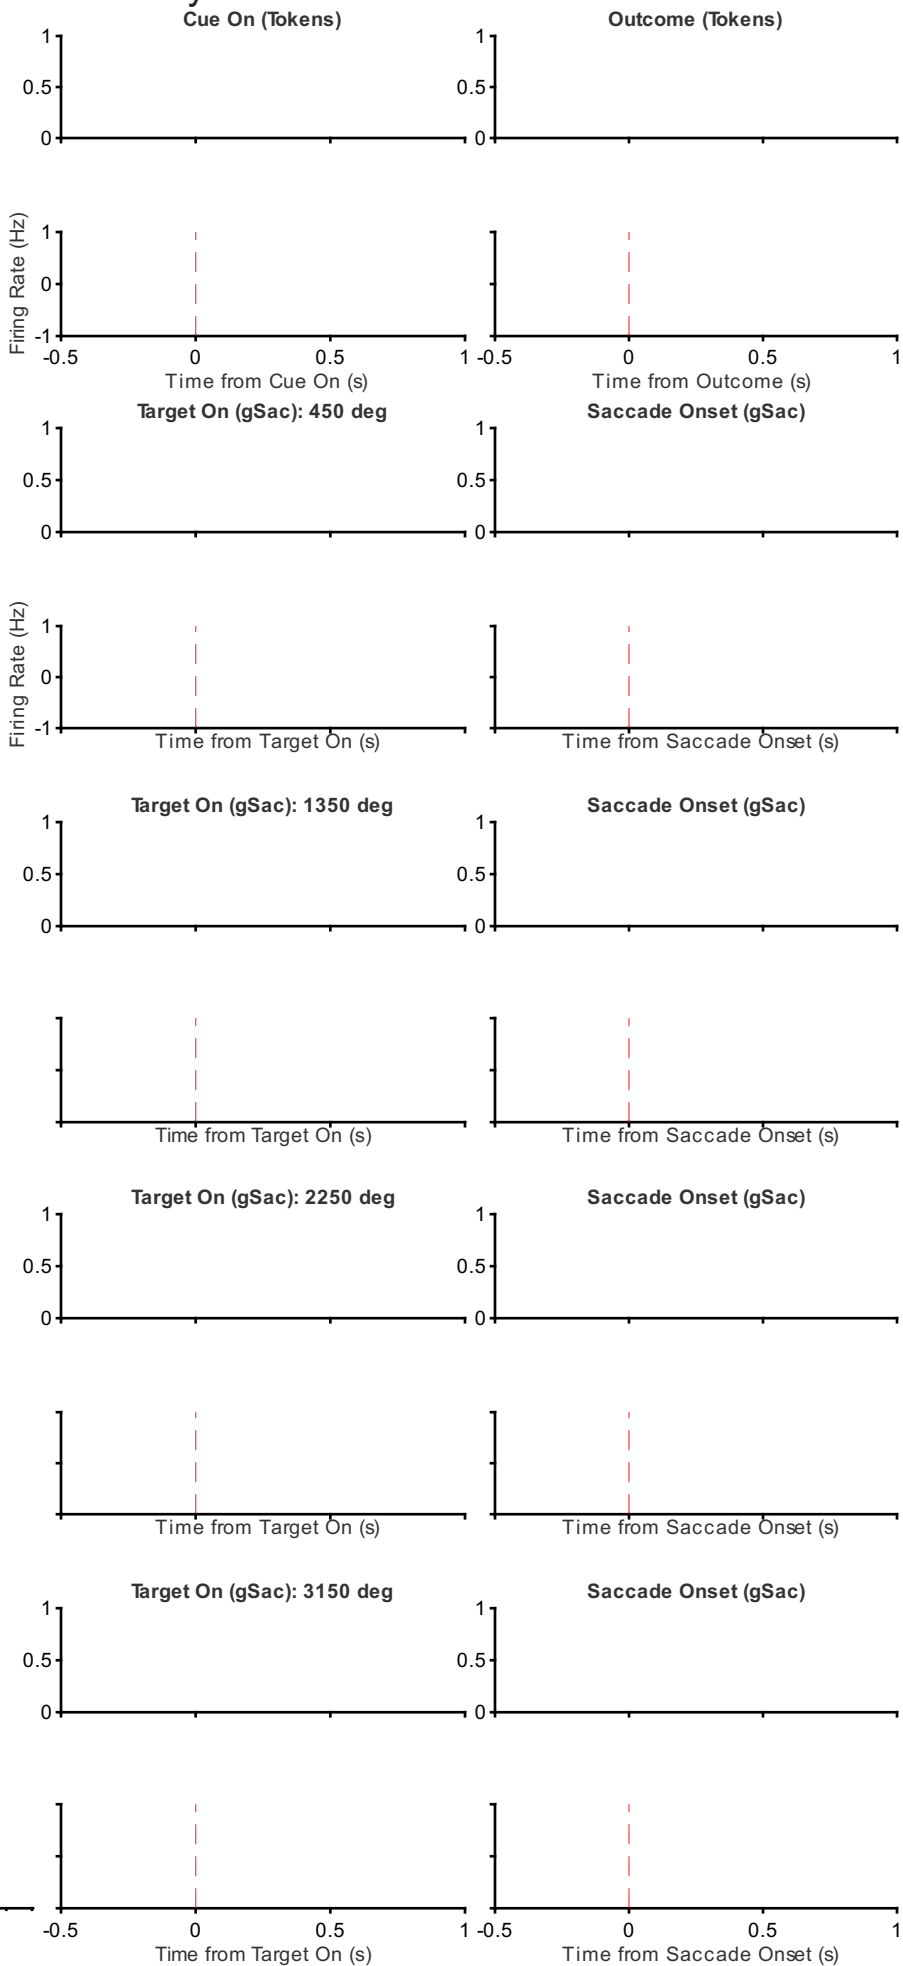 Cue On (Tokens) Outcome (Tokens)
1 1
0.5 0.5
0 0
Firing Rate (Hz)
1
0
-1
-0.5 0 0.5 1 -0.5 0 0.5 1
Time from Cue On (s) Time from Outcome (s)
Target On (gSac): 450 deg Saccade Onset (gSac)
1 1
0.5 0.5
0 0
Firing Rate (Hz)
1
0
-1
Time from Target On (s) Time from Saccade Onset (s)
Target On (gSac): 1350 deg Saccade Onset (gSac)
1 1
0.5 0.5
0 0
Time from Target On (s) Time from Saccade Onset (s)
Target On (gSac): 2250 deg Saccade Onset (gSac)
1 1
0.5 0.5
0 0
Time from Target On (s) Time from Saccade Onset (s)
Target On (gSac): 3150 deg Saccade Onset (gSac)
1 1
0.5 0.5
0 0
-0.5 0 0.5 1 -0.5 0 0.5 1
Time from Target On (s) Time from Saccade Onset (s)